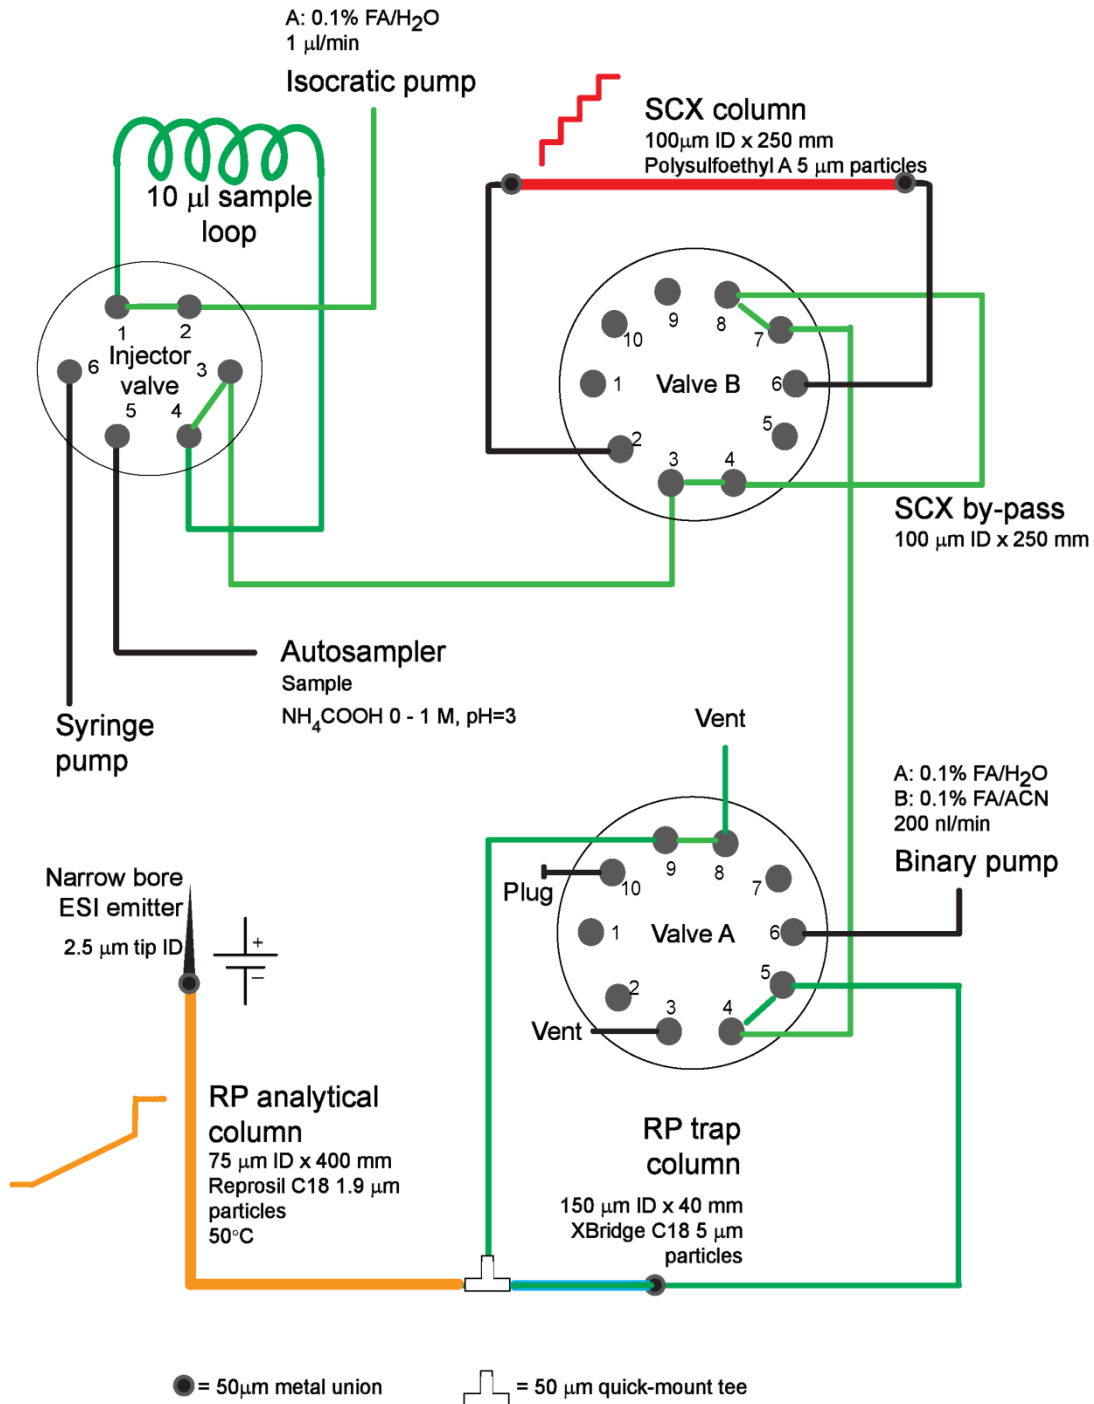 A: 0.1% FA/H2O
1 μl/min
Isocratic pump
10 μl sample
loop
SCX column
100μm ID x 250 mm
Polysulfoethyl A 5 μm particles
1
2
3
4
5
6
Injector
valve
1
2
3
4
5
6
7
8
9
10
Valve B
SCX by-pass
100 μm ID x 250 mm
Autosampler
Sample
NH4COOH 0 - 1 M, pH=3
Syringe
pump
Vent
A: 0.1% FA/H2O
B: 0.1% FA/ACN
200 nl/min
Binary pump
1
2
3
4
5
6
7
8
9
10
Valve A
Plug
Vent
Narrow bore
ESI emitter
2.5 μm tip ID
+
−
RP analytical
column
75 μm ID x 400 mm
Reprosil C18 1.9 μm
particles
50°C
RP trap
column
150 μm ID x 40 mm
XBridge C18 5 μm
particles
= 50μm metal union
= 50 μm quick-mount tee